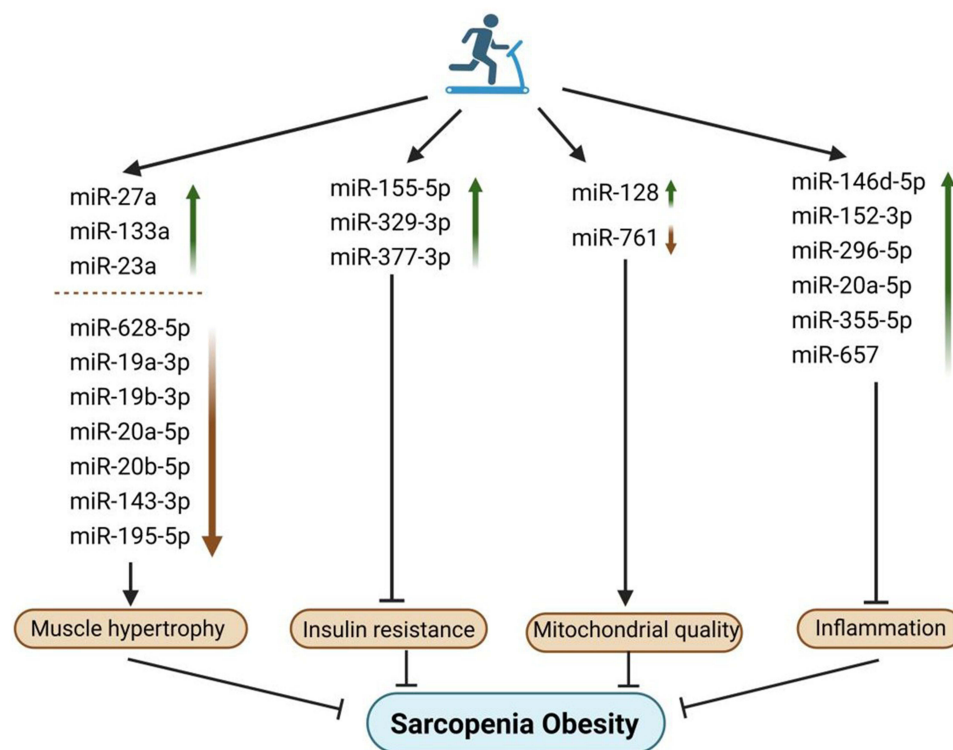 miR-27a
miR-133a
miR-23a
miR-628-5p
miR-19a-3p
miR-19b-3p
miR-20a-5p
miR-20b-5p
miR-143-3p
miR-195-5p
miR-155-5p
miR-329-3p
miR-377-3p
miR-128
miR-761
miR-146d-5p
miR-152-3p
miR-296-5p
miR-20a-5p
miR-355-5p
miR-657
Muscle hypertrophy
Insulin resistance
Mitochondrial quality
Inflammation
Sarcopenia Obesity